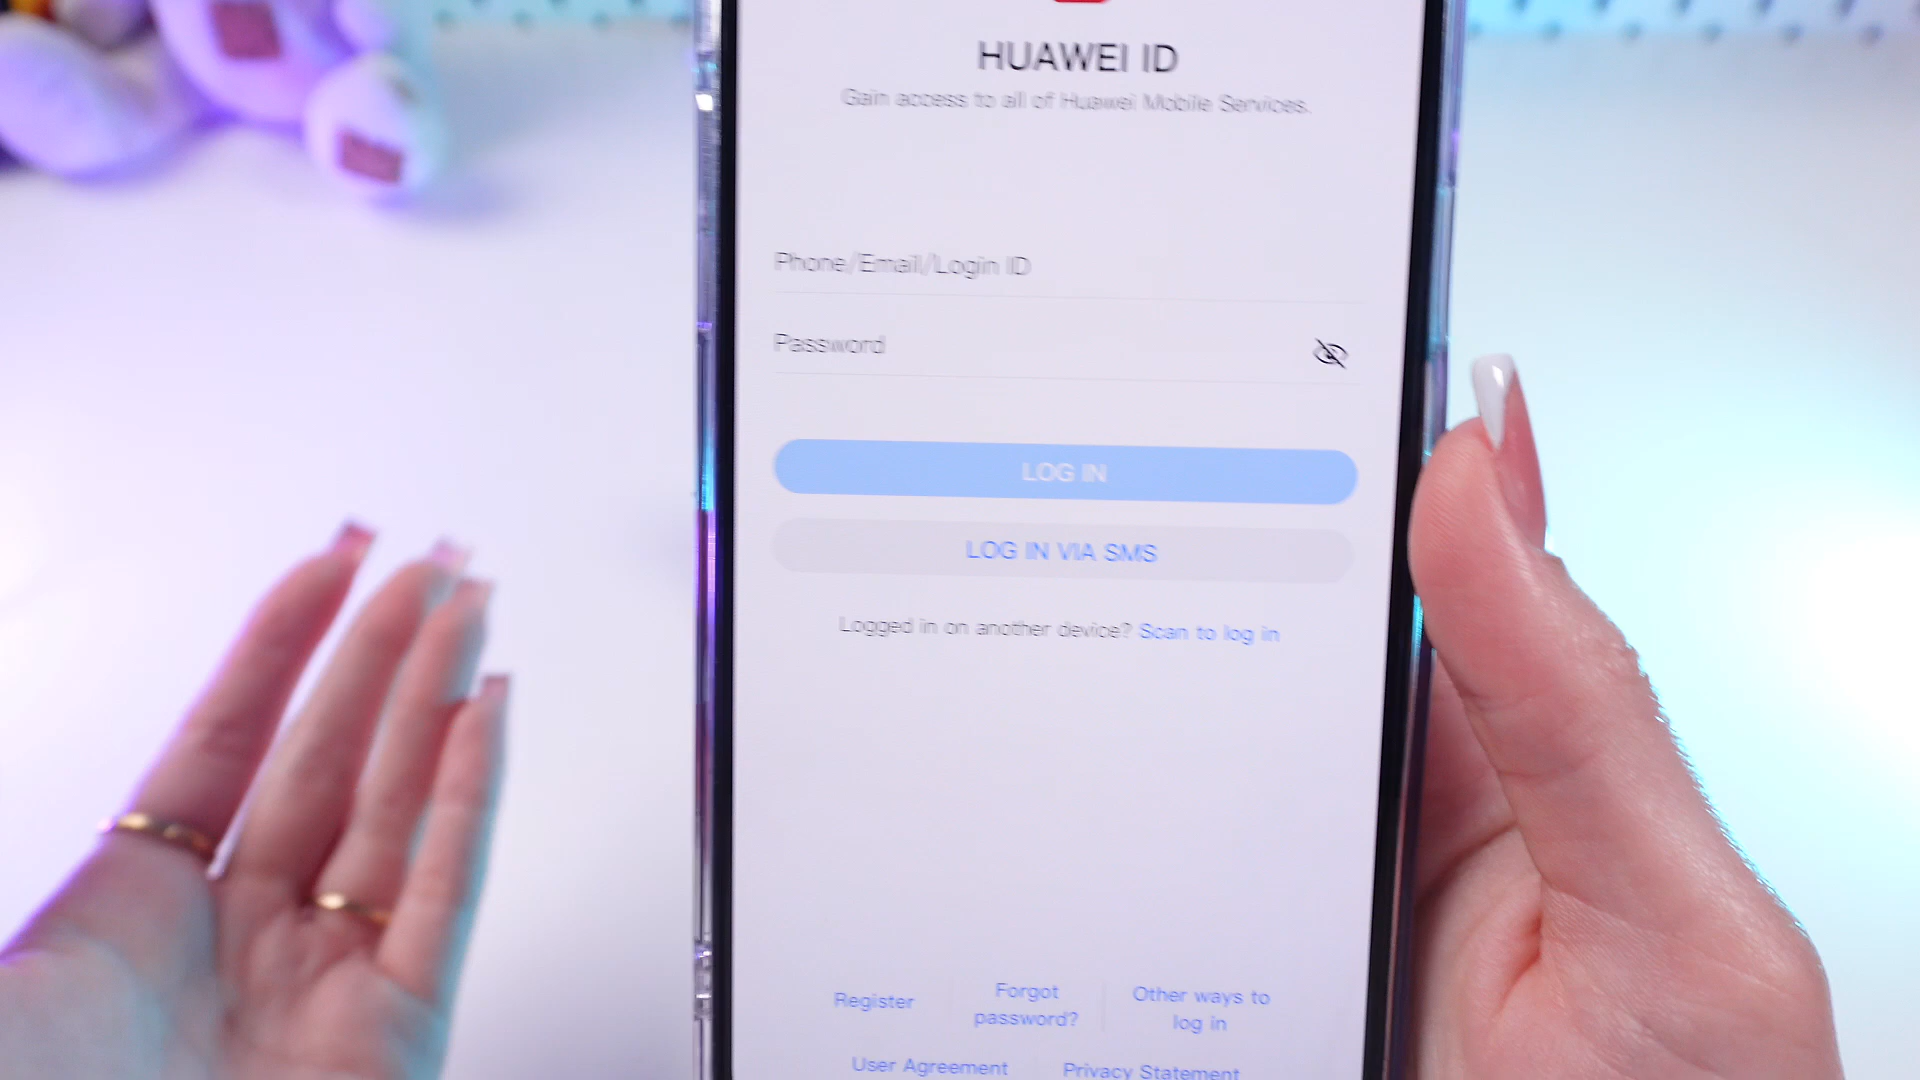 HUAWEI ID
Gain access to all of Huawei Mobile Services.
Phone/Email/Login ID
Password
LOG IN
LOG IN VIA SMS
Logged in on another device? Scan to log in
Register
Forgot
password?
Other ways to
log in
User Agreement
Privacy Statement